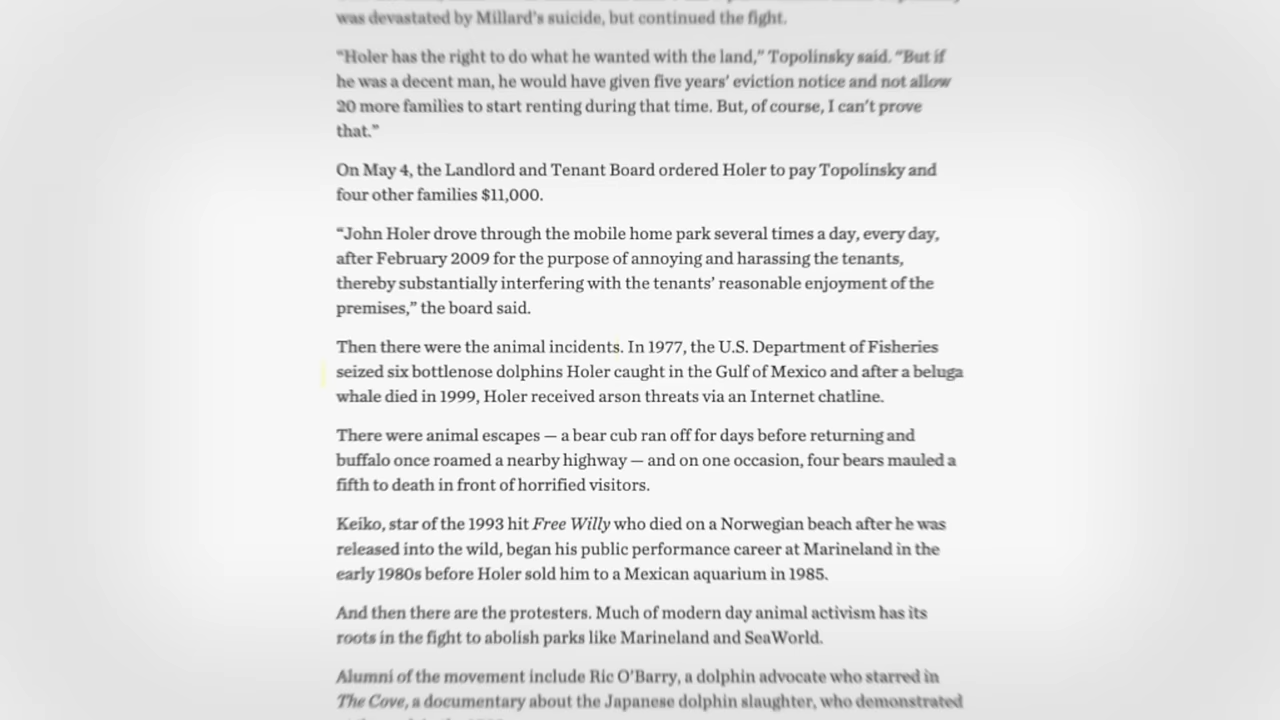 was devastated by Millard's suicide, but continued the fight.
“Holer has the right to do what he wanted with the land,” Topolinsky said. “But if
he was a decent man, he would have given five years’ eviction notice and not allow
20 more families to start renting during that time. But, of course, I can’t prove
that.”
On May 4, the Landlord and Tenant Board ordered Holer to pay Topolinsky and
four other families $11,000.
“John Holer drove through the mobile home park several times a day, every day,
after February 2009 for the purpose of annoying and harassing the tenants,
thereby substantially interfering with the tenants’ reasonable enjoyment of the
premises,” the board said.
Then there were the animal incidents. In 1977, the U.S. Department of Fisheries
seized six bottlenose dolphins Holer caught in the Gulf of Mexico and after a beluga
whale died in 1999, Holer received arson threats via an Internet chatline.
There were animal escapes — a bear cub ran off for days before returning and
buffalo once roamed a nearby highway — and on one occasion, four bears mauled a
fifth to death in front of horrified visitors.
Keiko, star of the 1993 hit Free Willy who died on a Norwegian beach after he was
released into the wild, began his public performance career at Marineland in the
early 1980s before Holer sold him to a Mexican aquarium in 1985.
And then there are the protesters. Much of modern day animal activism has its
roots in the fight to abolish parks like Marineland and SeaWorld.
Alumni of the movement include Ric O’Barry, a dolphin advocate who starred in
The Cove, a documentary about the Japanese dolphin slaughter, who demonstrated